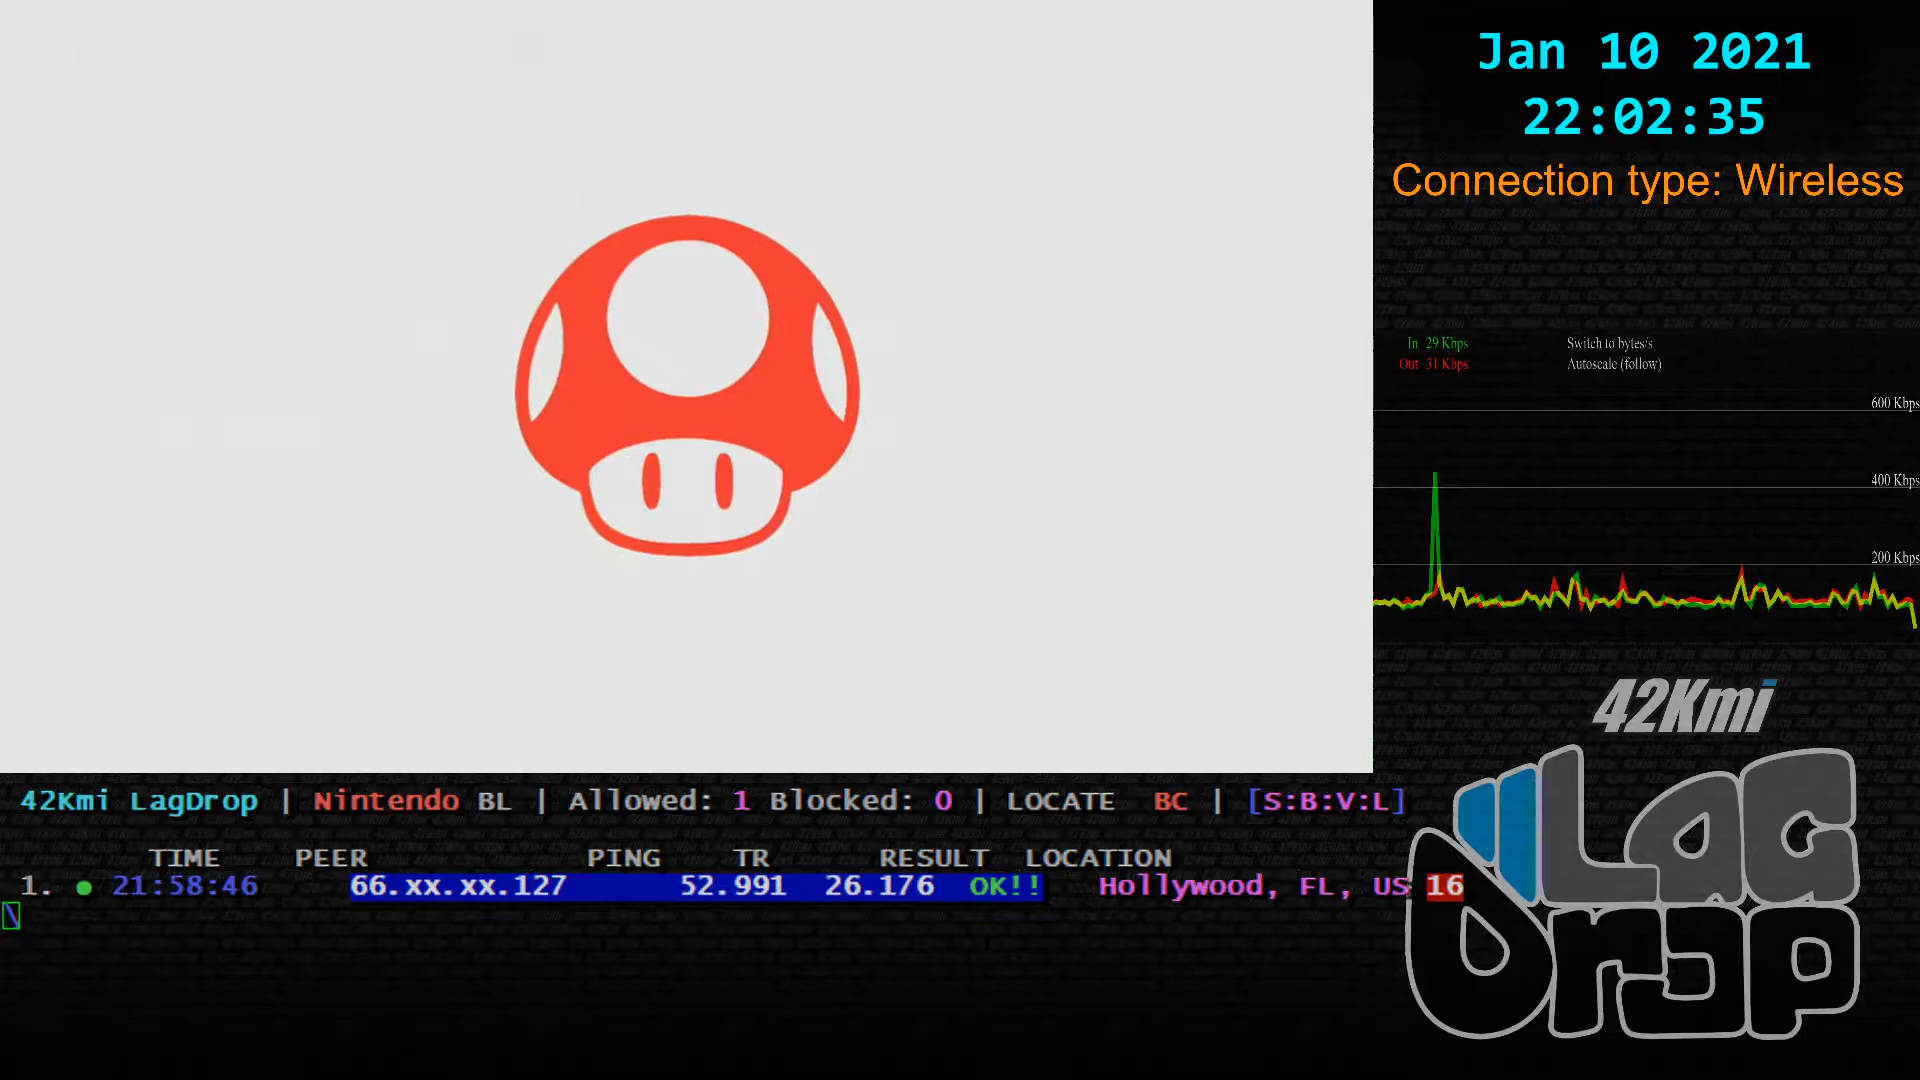 Jan 10 2021
22:02:35
Connection type: Wireless
In 29 Kbps
Out 31 Kbps
Switch to bytes/s
Autoscale (follow)
600 Kbps
400 Kbps
200 Kbps
42Kmi
LAG
DrOP
42Kmi LagDrop | Nintendo BL | Allowed: 1 Blocked: 0 | LOCATE BC | [S:B:V:L]
TIME PEER PING TR RESULT LOCATION
1. 21:58:46 66.xx.xx.127 52.991 26.176 OK!! Hollywood, FL, US 16